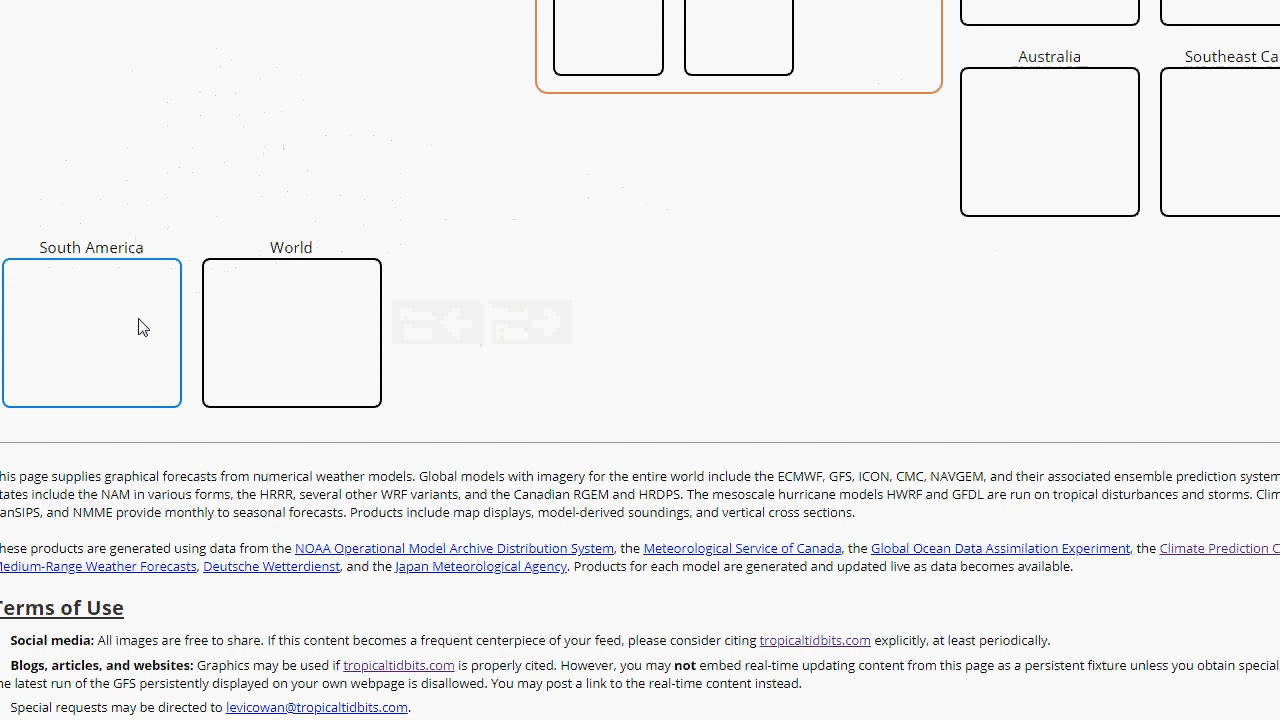 Australia
Southeast Ca
South America
World
his page supplies graphical forecasts from numerical weather models. Global models with imagery for the entire world include the ECMWF, GFS, ICON, CMC, NAVGEM, and their associated ensemble prediction system
tates include the NAM in various forms, the HRRR, several other WRF variants, and the Canadian RGEM and HRDPS. The mesoscale hurricane models HWRF and GFDL are run on tropical disturbances and storms. Clim
anSIPS, and NMME provide monthly to seasonal forecasts. Products include map displays, model-derived soundings, and vertical cross sections.
hese products are generated using data from the NOAA Operational Model Archive Distribution System, the Meteorological Service of Canada, the Global Ocean Data Assimilation Experiment, the Climate Prediction C
Medium-Range Weather Forecasts, Deutsche Wetterdienst, and the Japan Meteorological Agency. Products for each model are generated and updated live as data becomes available.
Terms of Use
Social media: All images are free to share. If this content becomes a frequent centerpiece of your feed, please consider citing tropicaltidbits.com explicitly, at least periodically.
Blogs, articles, and websites: Graphics may be used if tropicaltidbits.com is properly cited. However, you may not embed real-time updating content from this page as a persistent fixture unless you obtain special
he latest run of the GFS persistently displayed on your own webpage is disallowed. You may post a link to the real-time content instead.
Special requests may be directed to levicowan@tropicaltidbits.com.